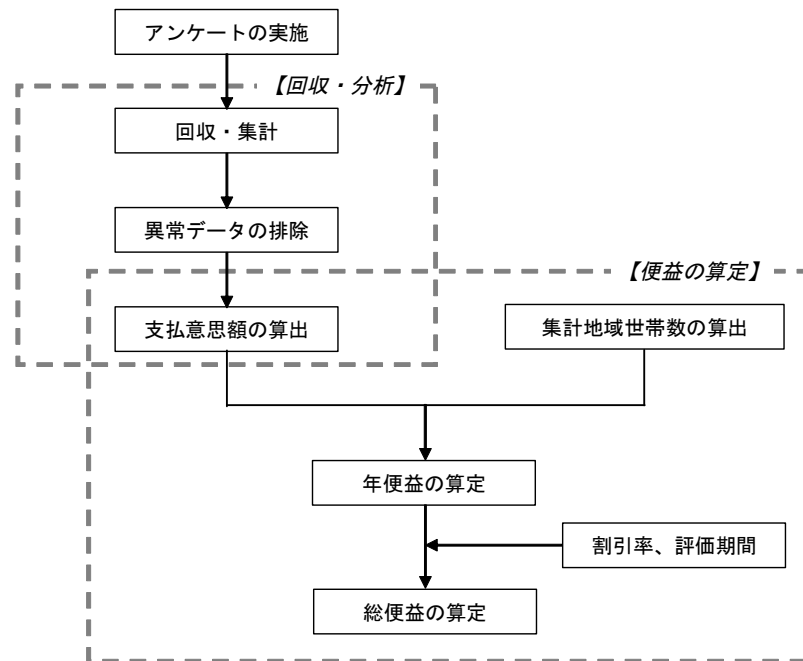 アンケートの実施
【回収・分析】
回収・集計
異常データの排除
【便益の算定】
支払意思額の算出
集計地域世帯数の算出
年便益の算定
割引率、評価期間
総便益の算定